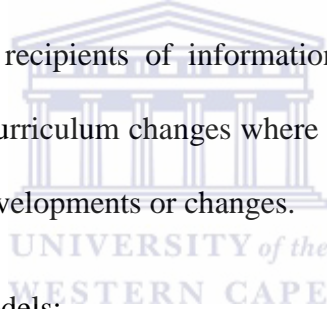 recipients of information
urriculum changes where
velopments or changes.
UNIVERSITY of the
WESTERN CAPE
dels: